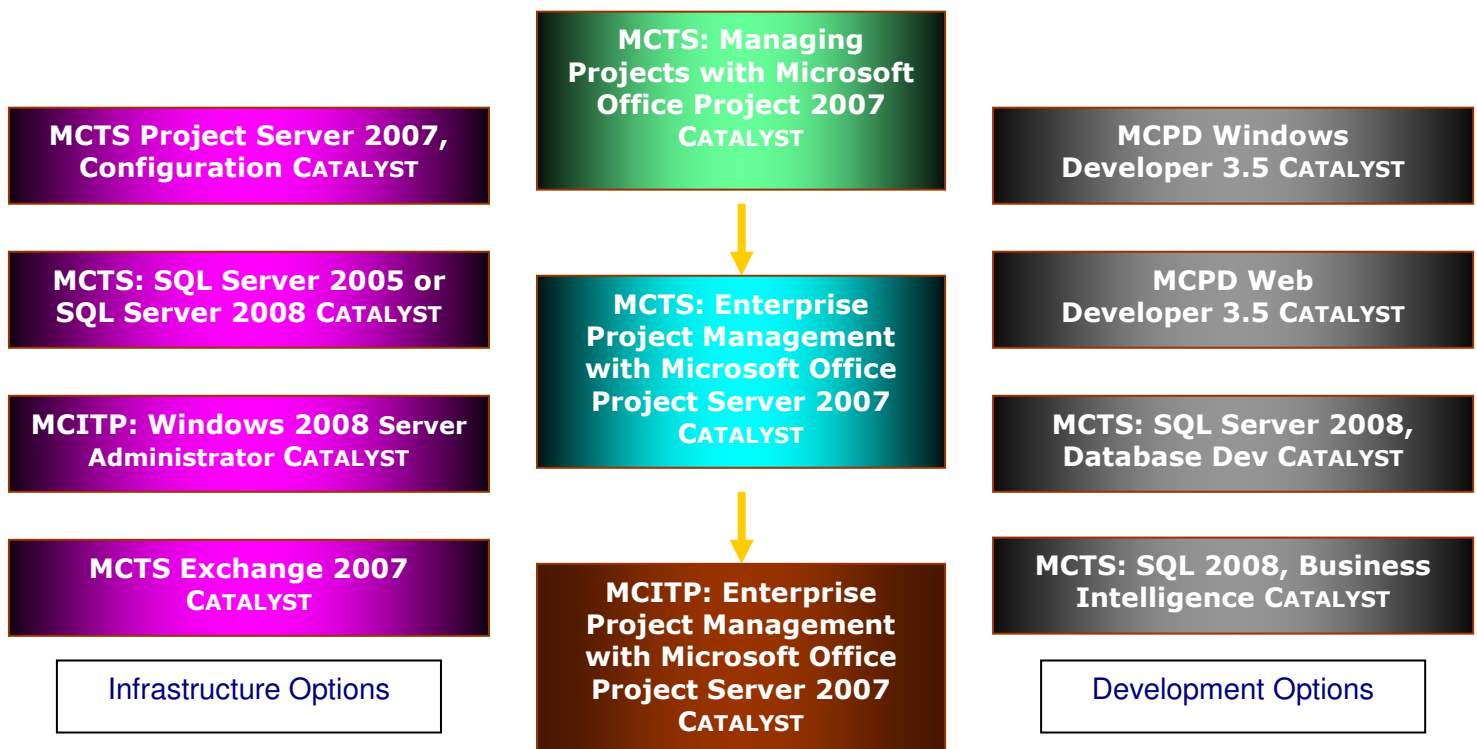 MCTS Project Server 2007,
Configuration CATALYST
MCTS: SQL Server 2005 or
SQL Server 2008 CATALYST
MCITP: Windows 2008 Server
Administrator CATALYST
MCTS Exchange 2007
CATALYST
Infrastructure Options
MCTS: Managing
Projects with Microsoft
Office Project 2007
CATALYST
MCTS: Enterprise
Project Management
with Microsoft Office
Project Server 2007
CATALYST
MCITP: Enterprise
Project Management
with Microsoft Office
Project Server 2007
CATALYST
MCPD Windows
Developer 3.5 CATALYST
MCPD Web
Developer 3.5 CATALYST
MCTS: SQL Server 2008,
Database Dev CATALYST
MCTS: SQL 2008, Business
Intelligence CATALYST
Development Options